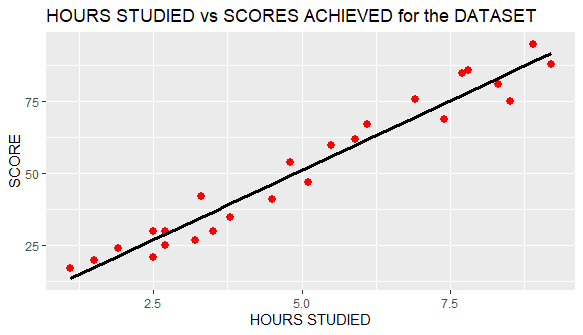 HOURS STUDIED vs SCORES ACHIEVED for the DATASET
SCORE
75
50
25
2.5 5.0 7.5
HOURS STUDIED